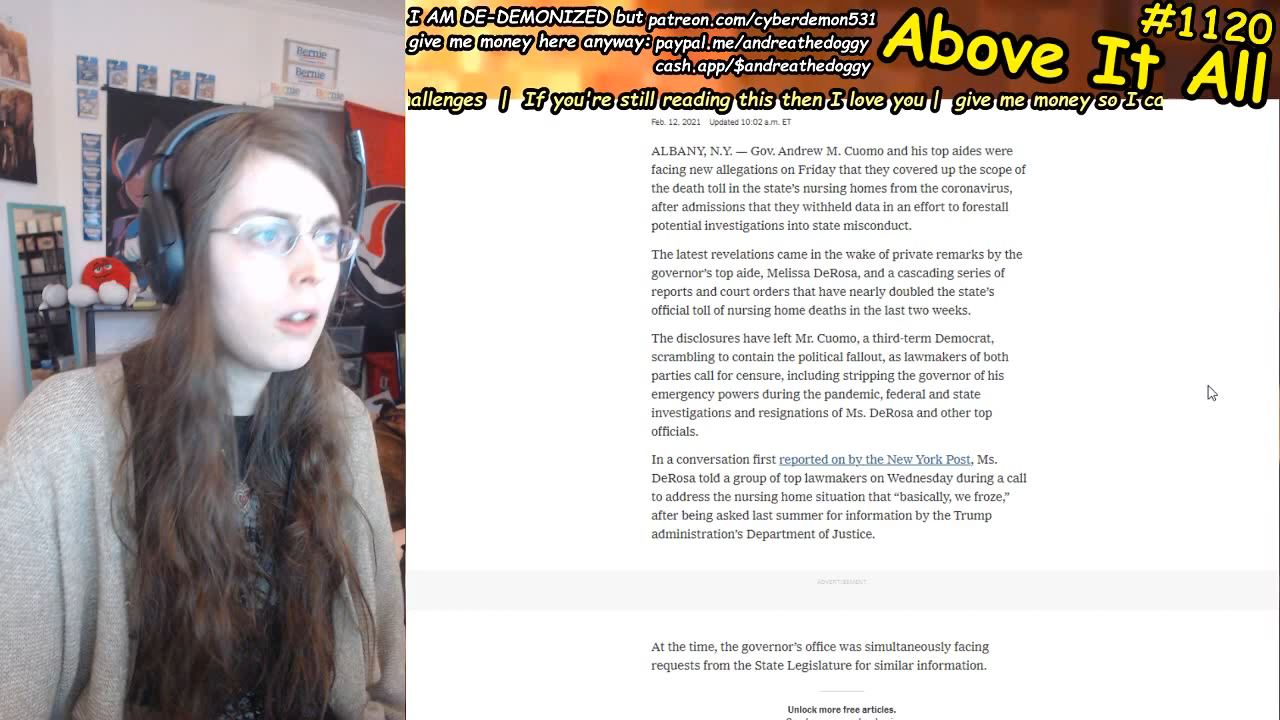 I AM DE-DEMONIZED but patreon.com/cyberdemon531
give me money here anyway: paypal.me/andreathedoggy
cash.app/$andreathedoggy
#1120
Above It All
allenges | If you're still reading this then I love you | give me money so I ca
Bernie
Bernie
Feb. 12, 2021 Updated 10:02 a.m. ET
ALBANY, N.Y. — Gov. Andrew M. Cuomo and his top aides were
facing new allegations on Friday that they covered up the scope of
the death toll in the state's nursing homes from the coronavirus,
after admissions that they withheld data in an effort to forestall
potential investigations into state misconduct.
The latest revelations came in the wake of private remarks by the
governor's top aide, Melissa DeRosa, and a cascading series of
reports and court orders that have nearly doubled the state's
official toll of nursing home deaths in the last two weeks.
The disclosures have left Mr. Cuomo, a third-term Democrat,
scrambling to contain the political fallout, as lawmakers of both
parties call for censure, including stripping the governor of his
emergency powers during the pandemic, federal and state
investigations and resignations of Ms. DeRosa and other top
officials.
In a conversation first reported on by the New York Post, Ms.
DeRosa told a group of top lawmakers on Wednesday during a call
to address the nursing home situation that “basically, we froze,”
after being asked last summer for information by the Trump
administration's Department of Justice.
ADVERTISEMENT
At the time, the governor's office was simultaneously facing
requests from the State Legislature for similar information.
Unlock more free articles.